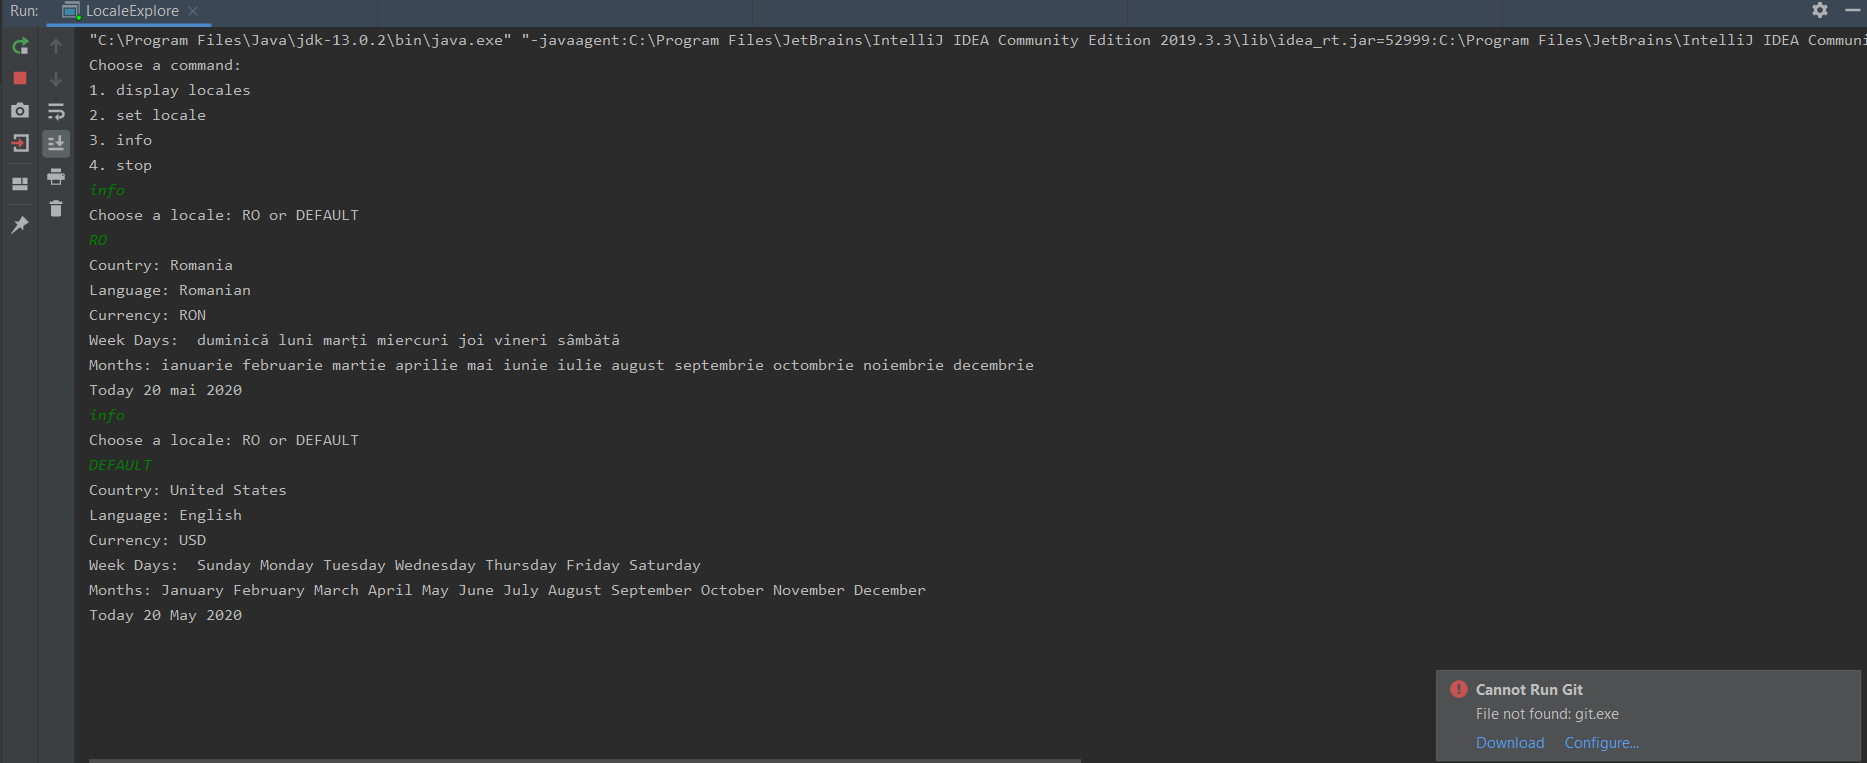 Run: LocaleExplore
"C:\Program Files\Java\jdk-13.0.2\bin\java.exe" "-javaagent:C:\Program Files\JetBrains\IntelliJ IDEA Community Edition 2019.3.3\lib\idea_rt.jar=52999:C:\Program Files\JetBrains\IntelliJ IDEA Communi
Choose a command:
1. display locales
2. set locale
3. info
4. stop
info
Choose a locale: RO or DEFAULT
RO
Country: Romania
Language: Romanian
Currency: RON
Week Days:  duminică luni marți miercuri joi vineri sâmbătă
Months: ianuarie februarie martie aprilie mai iunie iulie august septembrie octombrie noiembrie decembrie
Today 20 mai 2020
info
Choose a locale: RO or DEFAULT
DEFAULT
Country: United States
Language: English
Currency: USD
Week Days:  Sunday Monday Tuesday Wednesday Thursday Friday Saturday
Months: January February March April May June July August September October November December
Today 20 May 2020
Cannot Run Git
File not found: git.exe
Download Configure...